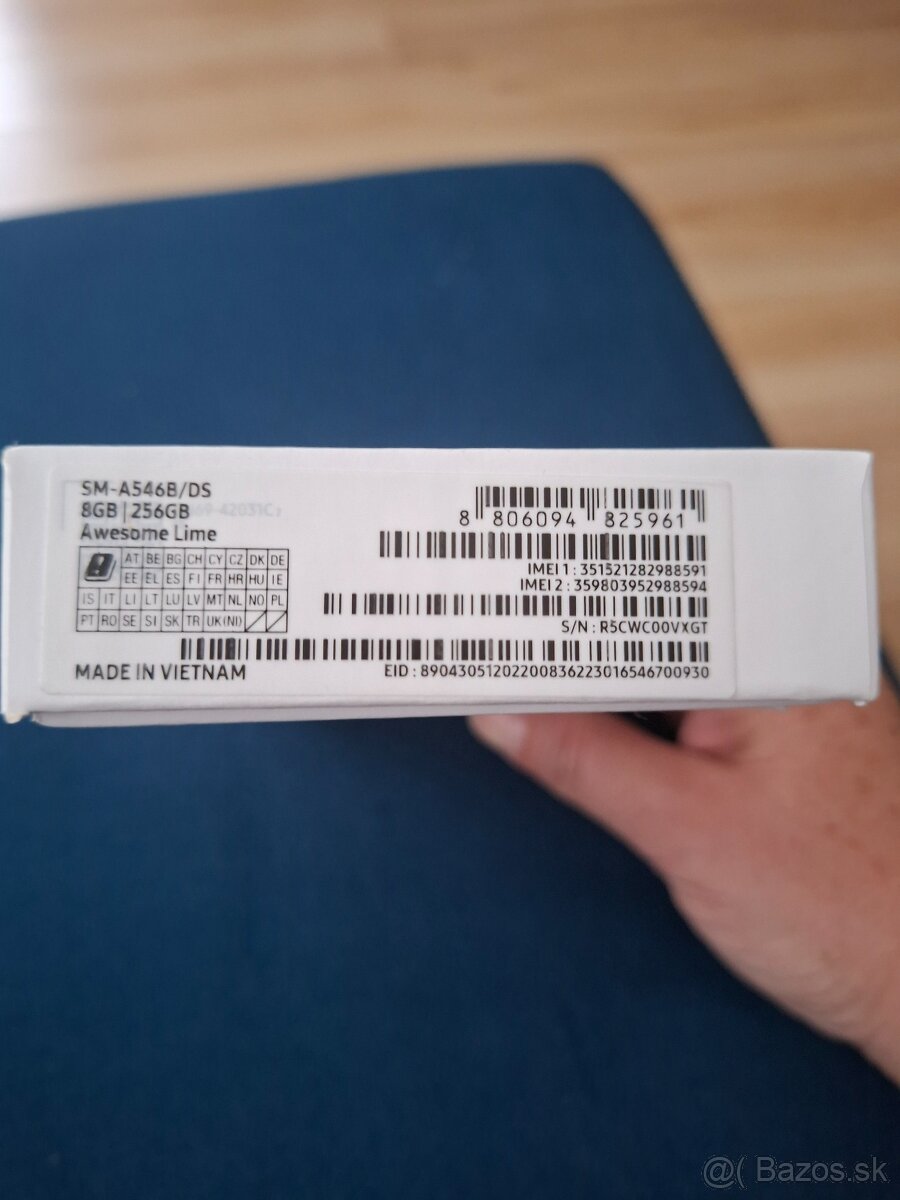 SM-A546B/DS
8GB|256GB
Awesome Lime
AT BE BG CH CY CZ DK DE
EE EL ES FI FR HR HU IE
IS IT LI LT LU LV MT NL NO PL
PT RO SE SI SK TR UK(NI)
MADE IN VIETNAM
8 806094 825961
IMEI 1 : 351521282988591
IMEI 2 : 359803952988594
S/N : R5CWC00VXGT
EID : 89043051202200836223016546700930
@( Bazos.sk